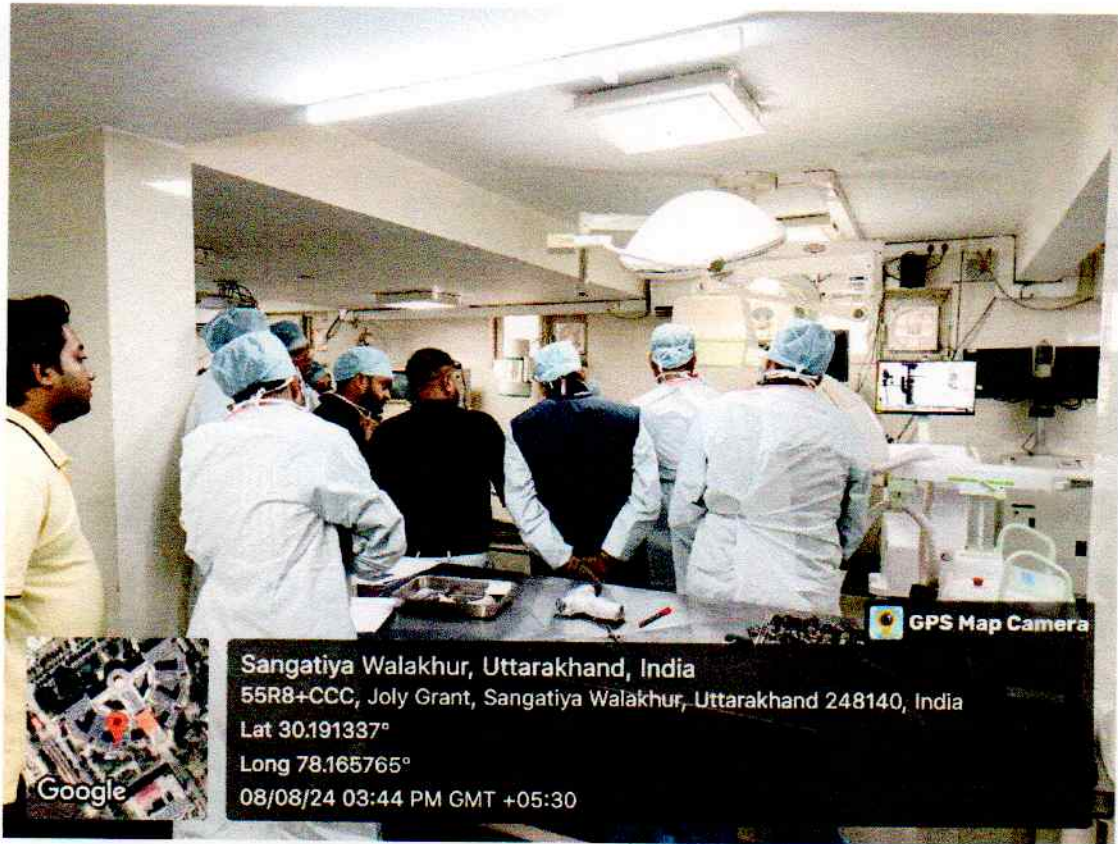 GPS Map Camera
Sangatiya Walakhur, Uttarakhand, India
55R8+CCC, Joly Grant, Sangatiya Walakhur, Uttarakhand 248140, India
Lat 30.191337°
Long 78.165765°
08/08/24 03:44 PM GMT +05:30
Google